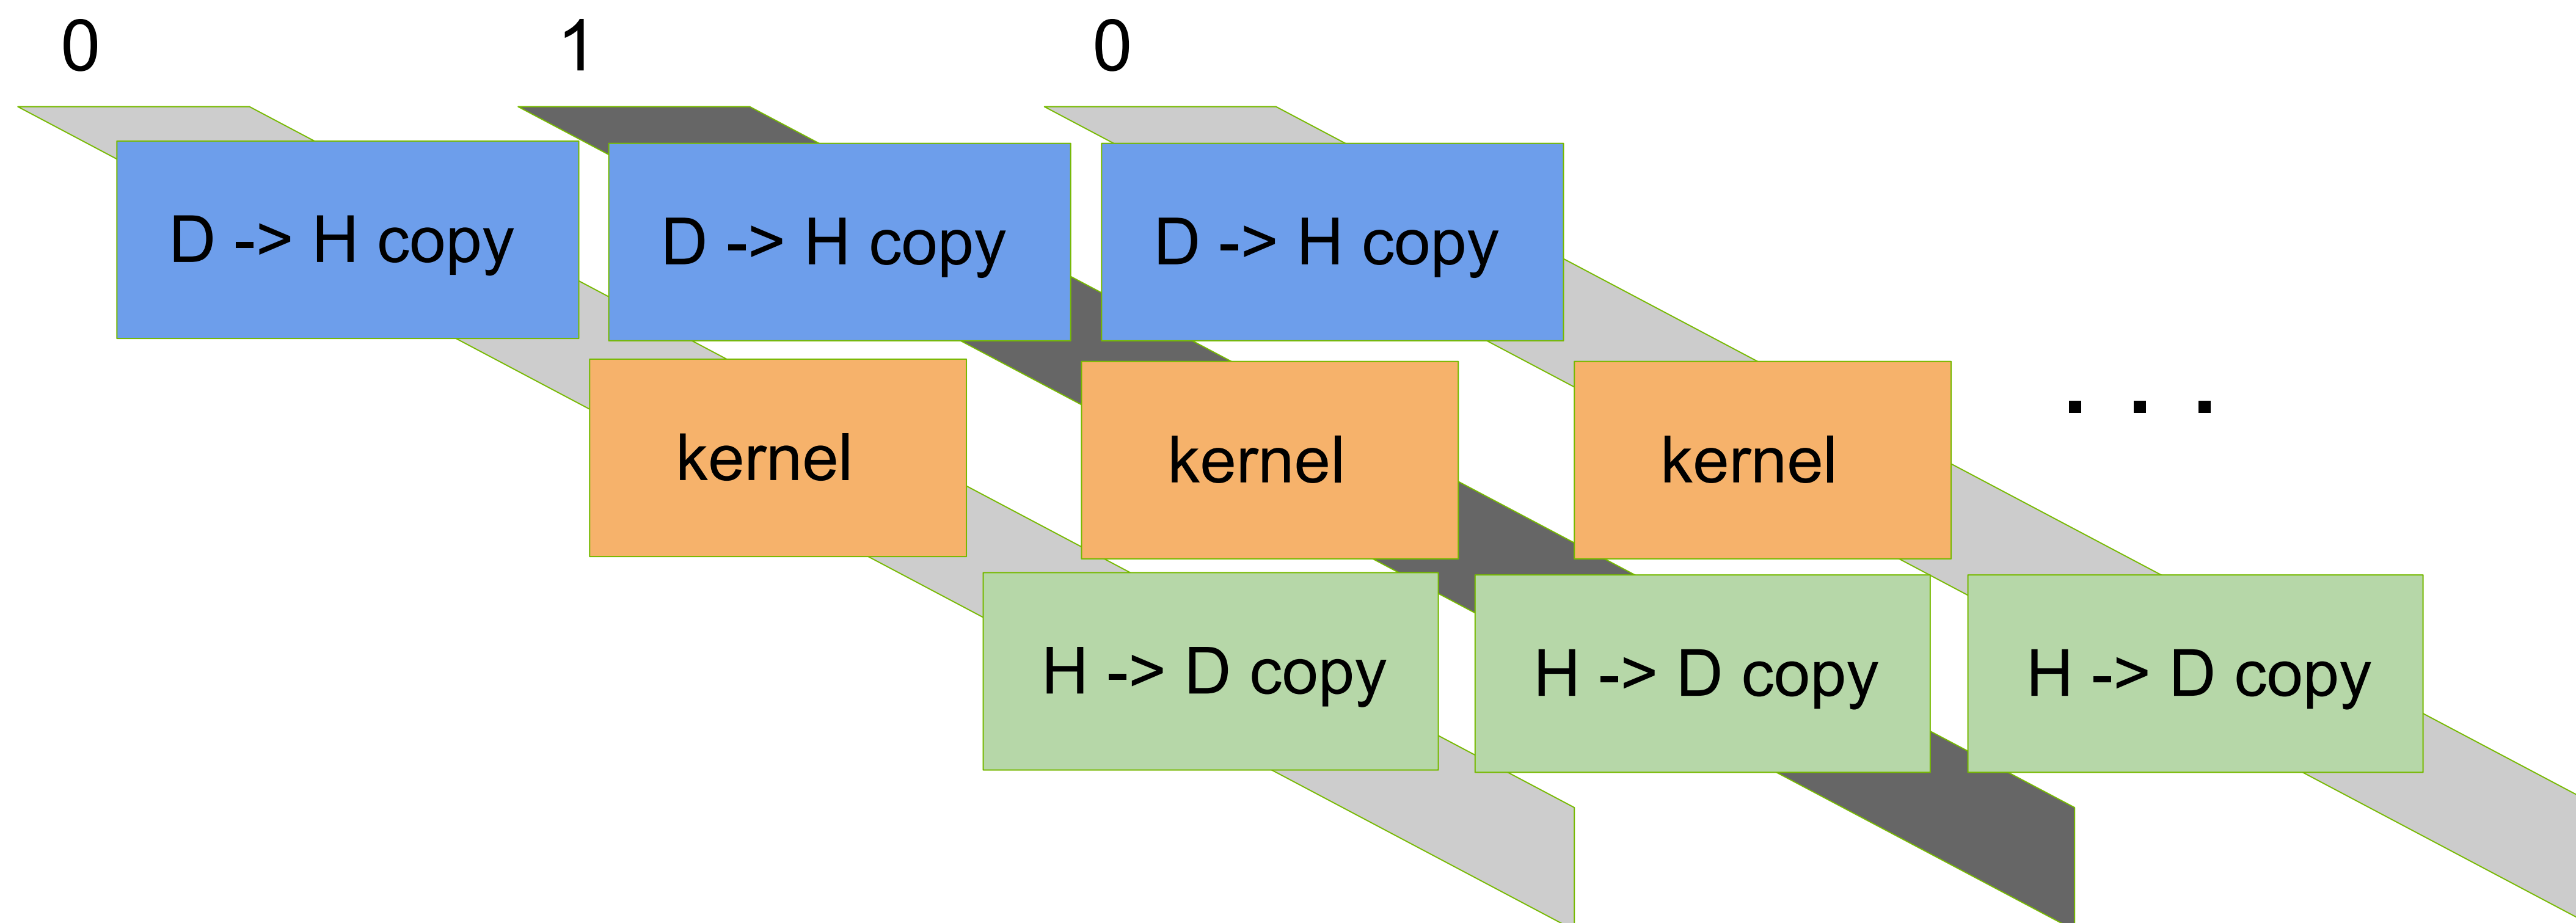 0 1 0
D -> H copy D -> H copy D -> H copy
kernel kernel kernel . . .
H -> D copy H -> D copy H -> D copy